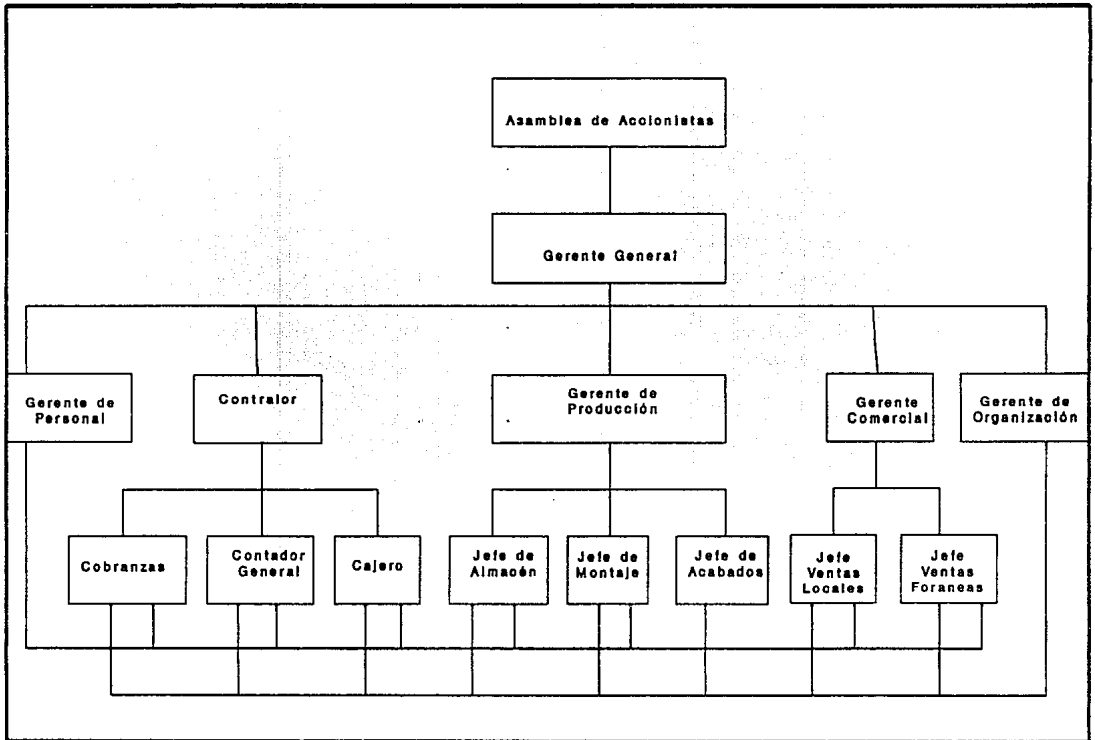 Asamblea de Accionistas
Gerente General
Gerente de
Personal
Contralor
Gerente de
Producción
Gerente
Comercial
Gerente de
Organización
Cobranzas
Contador
General
Cajero
Jefe de
Almacén
Jefe de
Montaje
Jefe de
Acabados
Jefe
Ventas
Locales
Jefe
Ventas
Foraneas